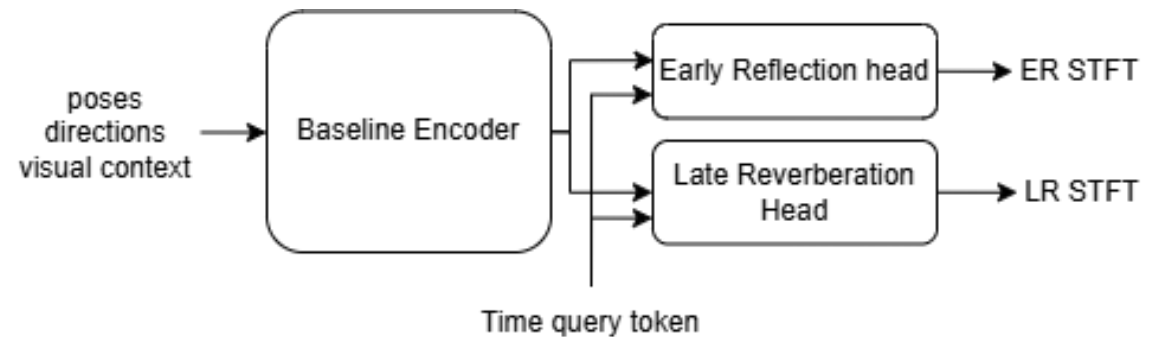 poses
directions
visual context
Baseline Encoder
Early Reflection head
ER STFT
Late Reverberation
Head
LR STFT
Time query token